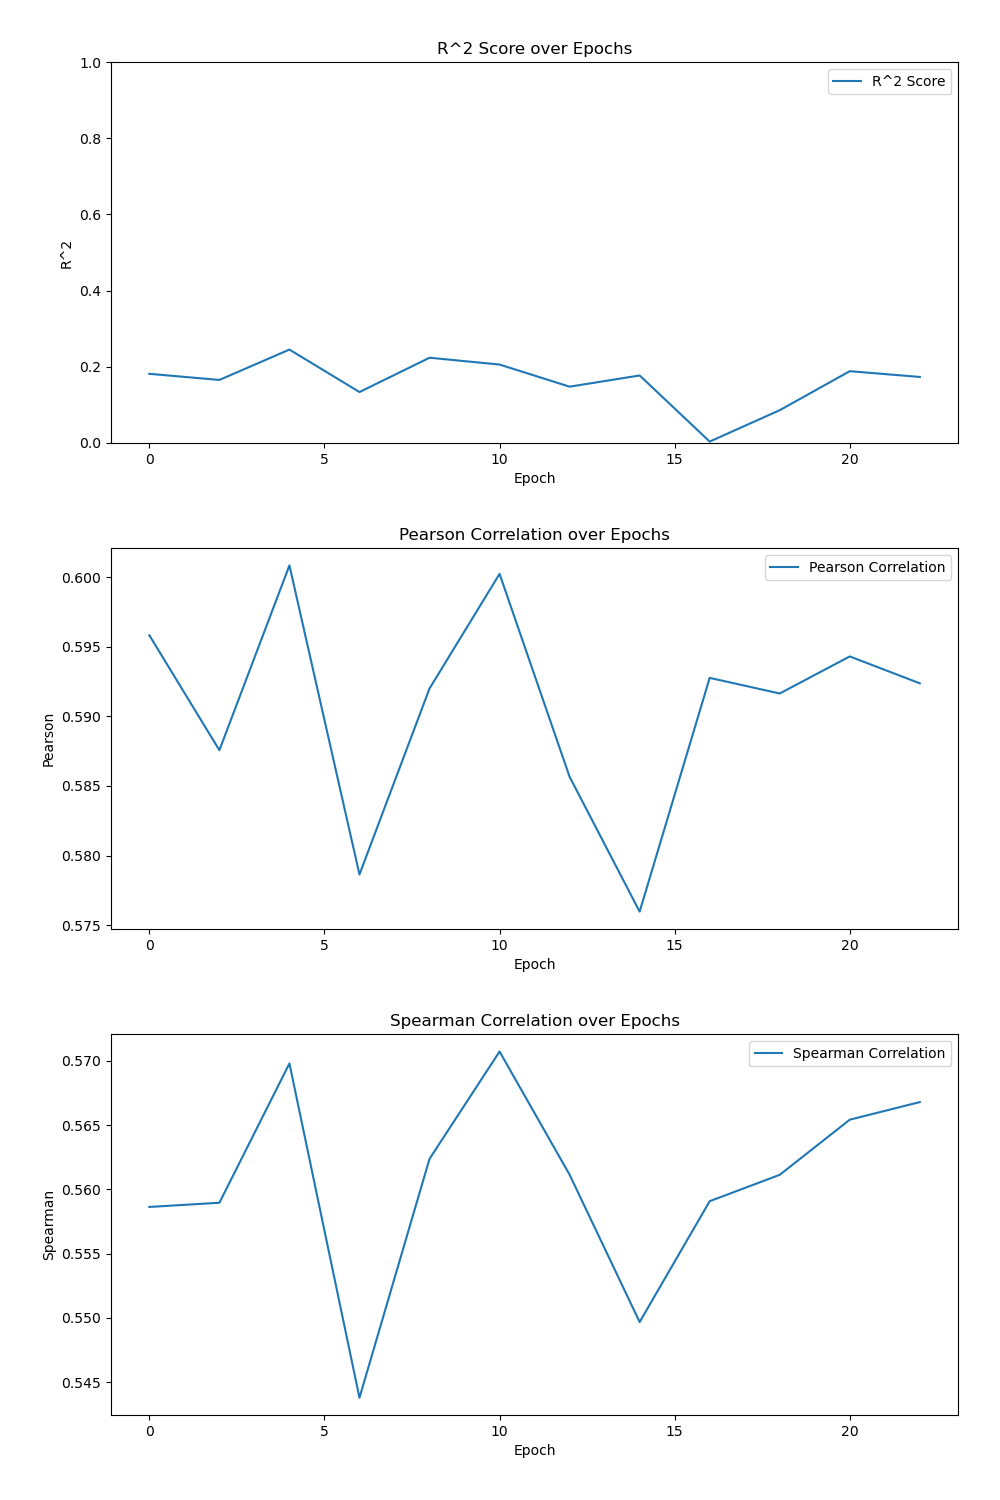 R^2 Score over Epochs
R^2 Score
1.0
0.8
0.6
0.4
0.2
0.0
R^2
0 5 10 15 20
Epoch
Pearson Correlation over Epochs
Pearson Correlation
0.600
0.595
0.590
0.585
0.580
0.575
Pearson
0 5 10 15 20
Epoch
Spearman Correlation over Epochs
Spearman Correlation
0.570
0.565
0.560
0.555
0.550
0.545
Spearman
0 5 10 15 20
Epoch